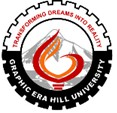 TRANSFORMING DREAMS INTO REALITY
GRAPHIC ERA HILL UNIVERSITY